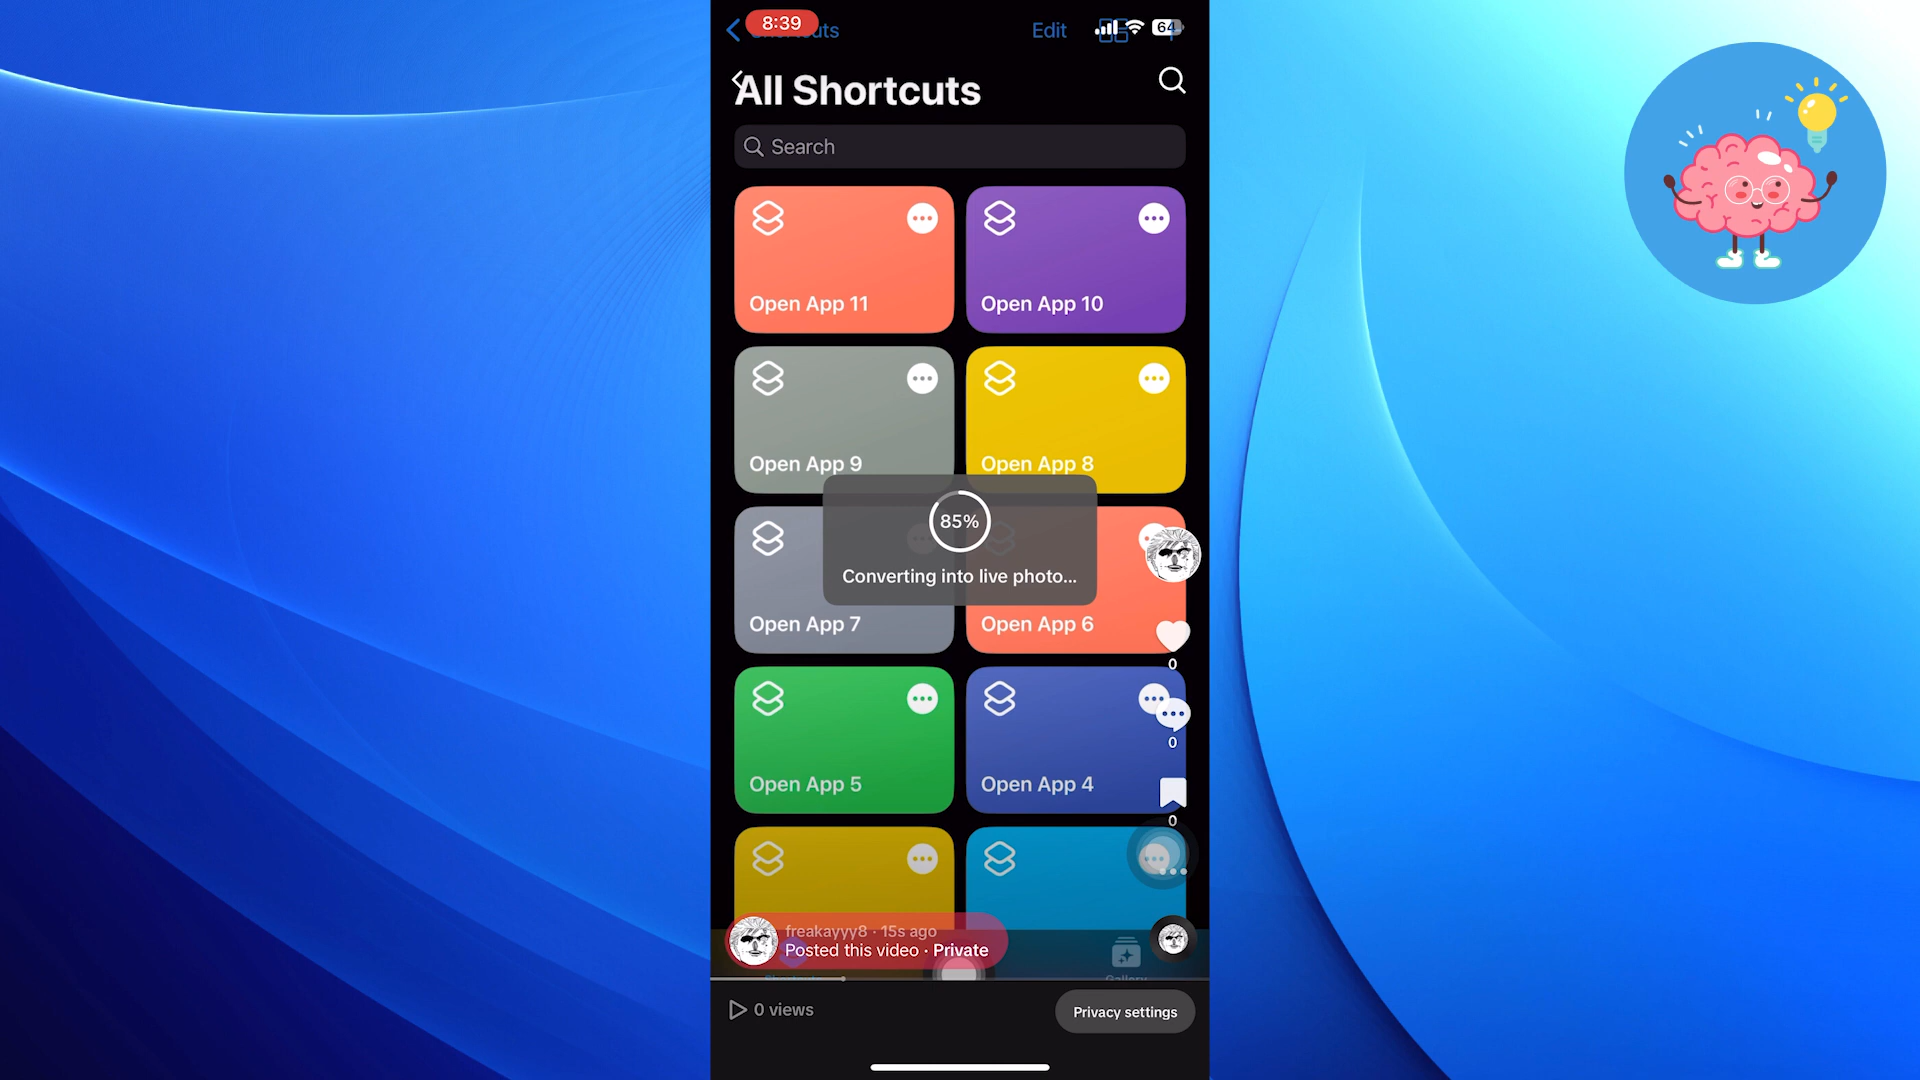 8:39
Edit
64
All Shortcuts
Search
Open App 11
Open App 10
Open App 9
Open App 8
85%
Converting into live photo...
Open App 7
Open App 6
0
0
Open App 5
Open App 4
0
freakayyy8 · 15s ago
Posted this video · Private
Gallery
0 views
Privacy settings